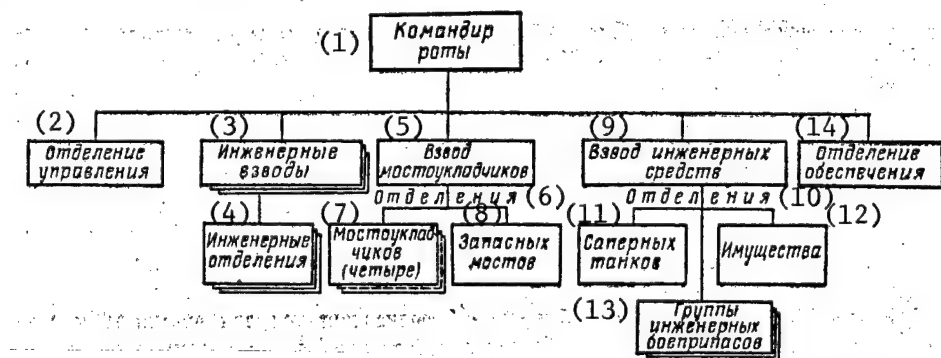 (1) Командир
роты
(2) (3) (5) (9) (14)
Отделение
управления
Инженерные
взводы
Взвод
мостоукладчиков
Взвод инженерных
средств
Отделение
обеспечения
Отделения (6)
Отделения (10)
(4) (7) (8) (11) (12)
Инженерные
отделения
Мостоуклад
чиков
(четыре)
Запасных
мостов
Саперных
танков
Имущества
(13) Группы
инженерных
боеприпасов